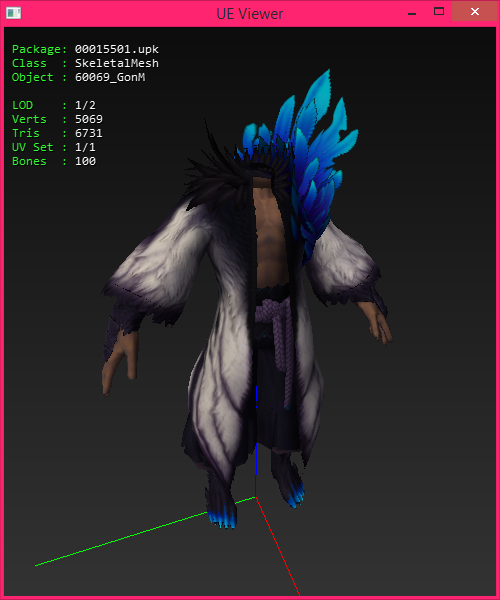 UE Viewer
Package: 00015501.upk
Class  : SkeletalMesh
Object : 60069_GonM
LOD    : 1/2
Verts  : 5069
Tris   : 6731
UV Set : 1/1
Bones  : 100